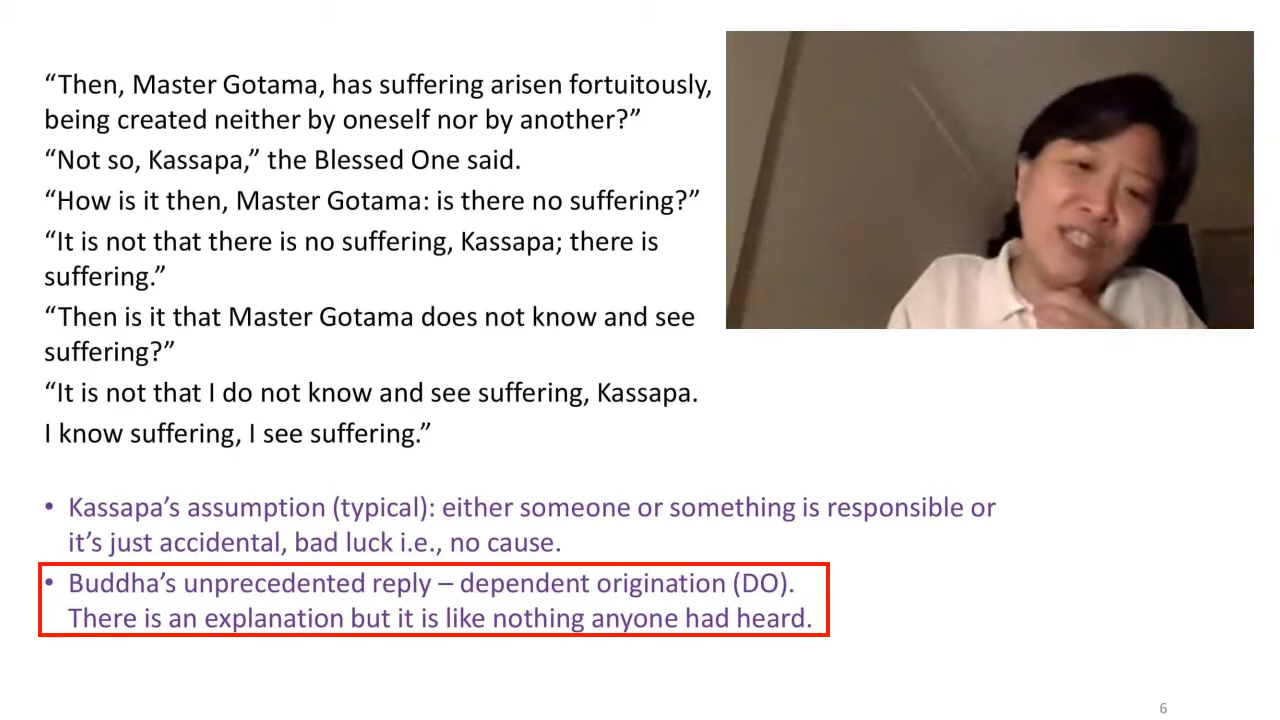 “Then, Master Gotama, has suffering arisen fortuitously,
being created neither by oneself nor by another?”
“Not so, Kassapa,” the Blessed One said.
“How is it then, Master Gotama: is there no suffering?”
“It is not that there is no suffering, Kassapa; there is
suffering.”
“Then is it that Master Gotama does not know and see
suffering?”
“It is not that I do not know and see suffering, Kassapa.
I know suffering, I see suffering.”
• Kassapa’s assumption (typical): either someone or something is responsible or
it’s just accidental, bad luck i.e., no cause.
• Buddha’s unprecedented reply – dependent origination (DO).
There is an explanation but it is like nothing anyone had heard.
6